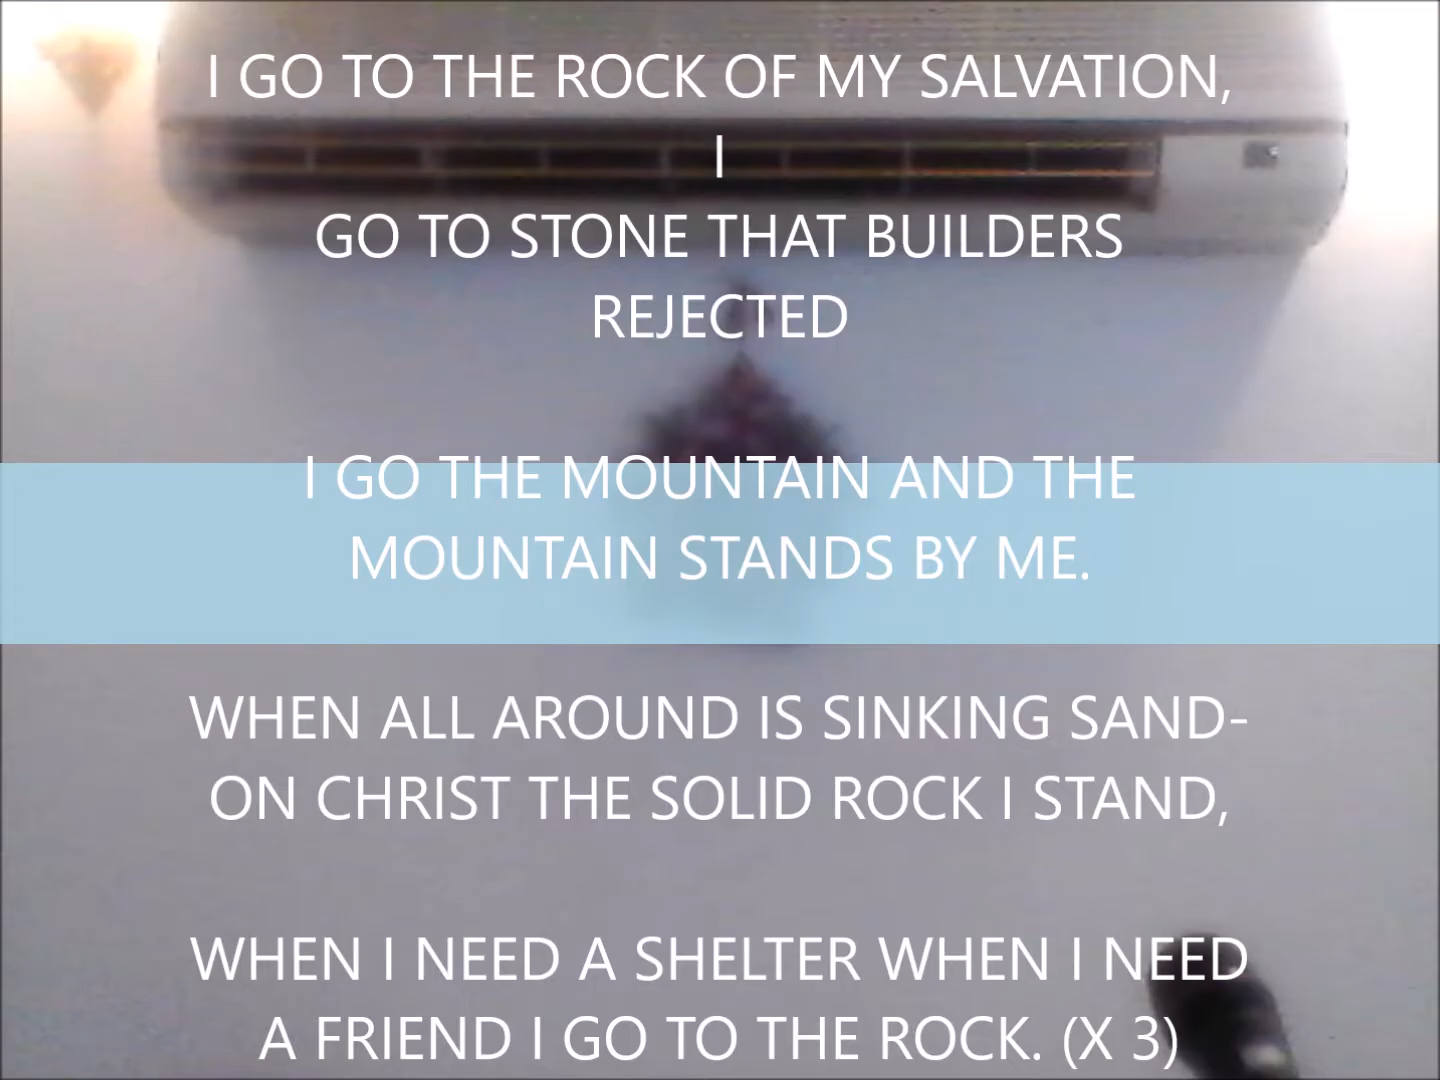 I GO TO THE ROCK OF MY SALVATION,
I
GO TO STONE THAT BUILDERS
REJECTED
I GO THE MOUNTAIN AND THE
MOUNTAIN STANDS BY ME.
WHEN ALL AROUND IS SINKING SAND-
ON CHRIST THE SOLID ROCK I STAND,
WHEN I NEED A SHELTER WHEN I NEED
A FRIEND I GO TO THE ROCK. (X 3)